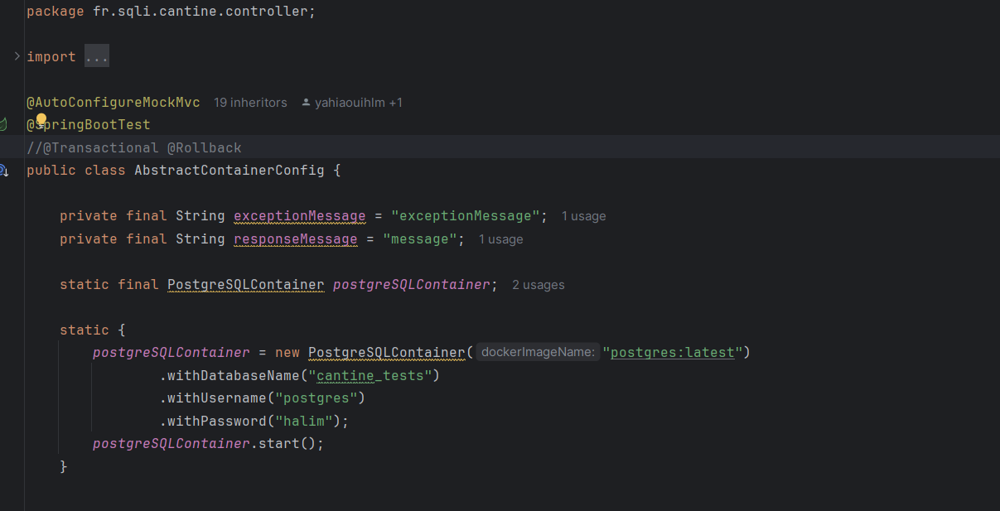 package fr.sqli.cantine.controller;
import ...
@AutoConfigureMockMvc 19 inheritors yahiaouihlm +1
@SpringBootTest
//@Transactional @Rollback
public class AbstractContainerConfig {
private final String exceptionMessage = "exceptionMessage"; 1 usage
private final String responseMessage = "message"; 1 usage
static final PostgreSQLContainer postgreSQLContainer; 2 usages
static {
postgreSQLContainer = new PostgreSQLContainer( dockerImageName: "postgres:latest")
.withDatabaseName("cantine_tests")
.withUsername("postgres")
.withPassword("halim");
postgreSQLContainer.start();
}